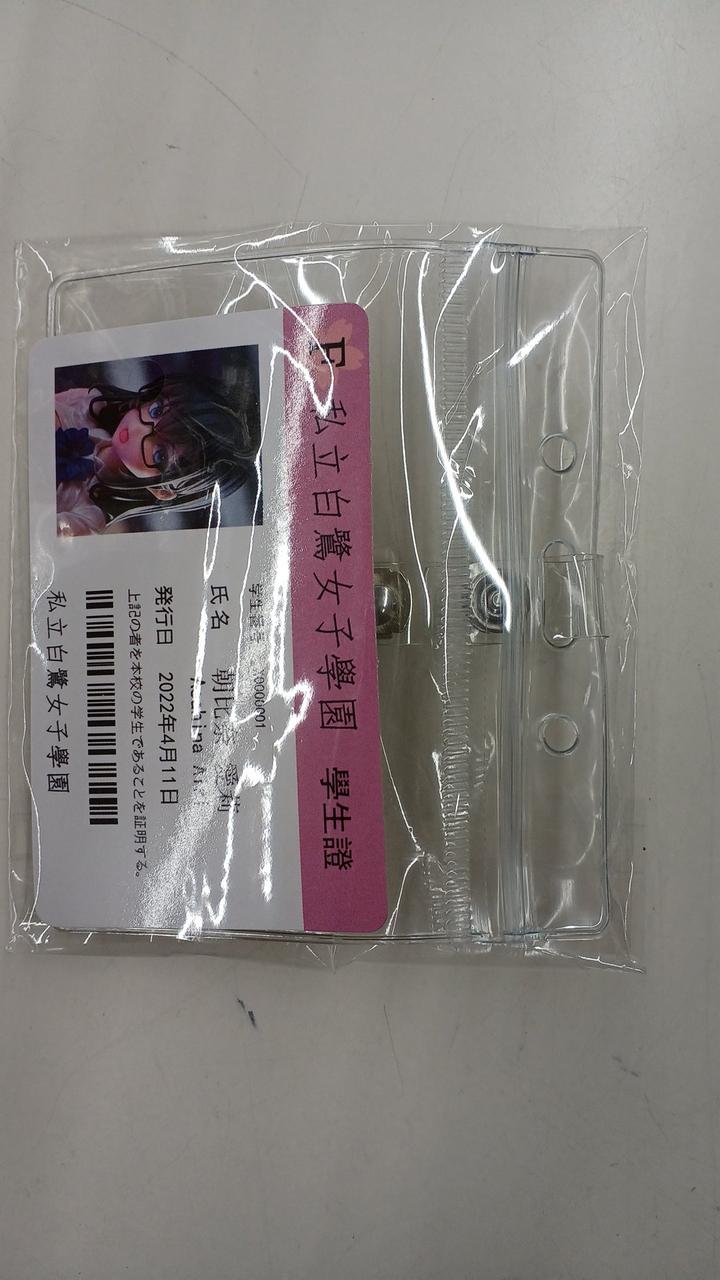 F 私立白鷺女子學園 學生證
学生番号 10000001
氏名 朝比奈 愛莉
Asahina
発行日 2022年4月11日
上記の者を本校の学生であることを証明する。
私立白鷺女子學園